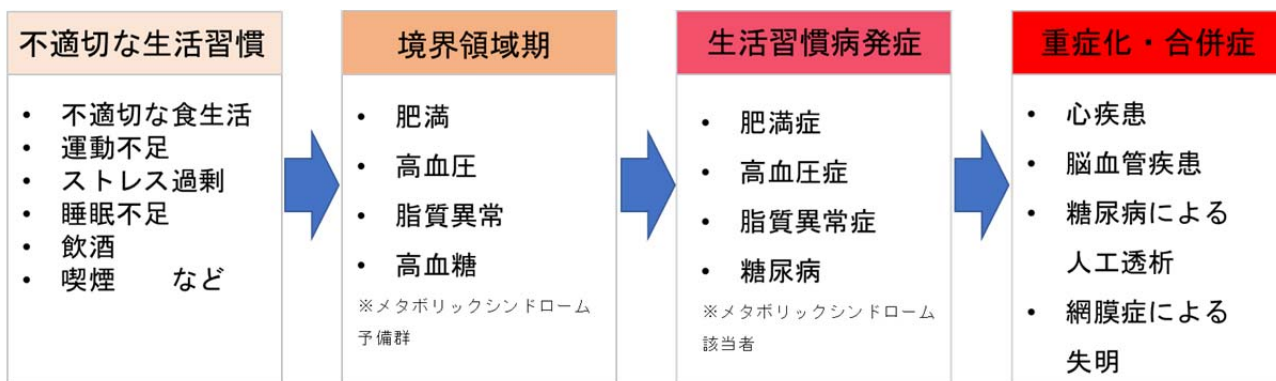 不適切な生活習慣
• 不適切な食生活
• 運動不足
• ストレス過剰
• 睡眠不足
• 飲酒
• 喫煙　　など
境界領域期
• 肥満
• 高血圧
• 脂質異常
• 高血糖
※メタボリックシンドローム
予備群
生活習慣病発症
• 肥満症
• 高血圧症
• 脂質異常症
• 糖尿病
※メタボリックシンドローム
該当者
重症化・合併症
• 心疾患
• 脳血管疾患
• 糖尿病による
人工透析
• 網膜症による
失明